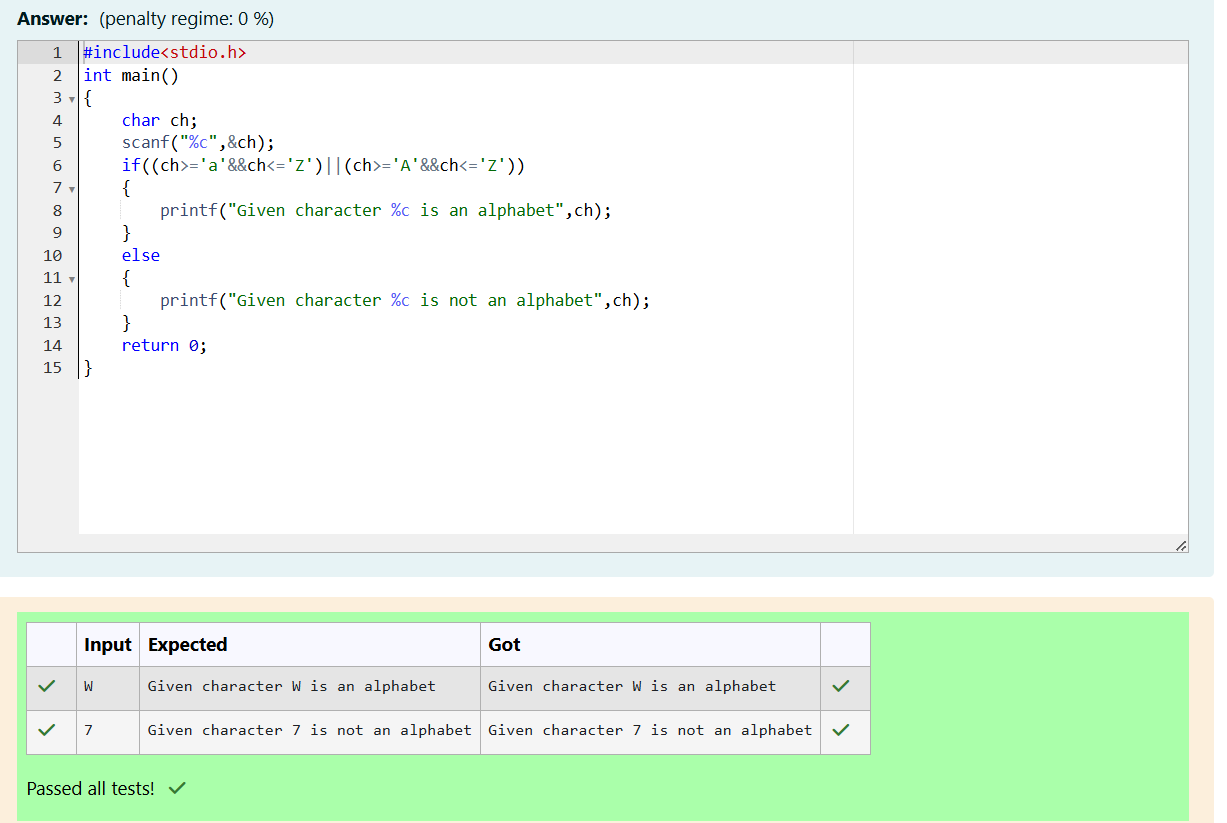 Answer: (penalty regime: 0 %)
1 #include<stdio.h>
2 int main()
3 {
4     char ch;
5     scanf("%c",&ch);
6     if((ch>='a'&&ch<='Z')||(ch>='A'&&ch<='Z'))
7     {
8         printf("Given character %c is an alphabet",ch);
9     }
10     else
11     {
12         printf("Given character %c is not an alphabet",ch);
13     }
14     return 0;
15 }
Input Expected Got
W Given character W is an alphabet Given character W is an alphabet
7 Given character 7 is not an alphabet Given character 7 is not an alphabet
Passed all tests!